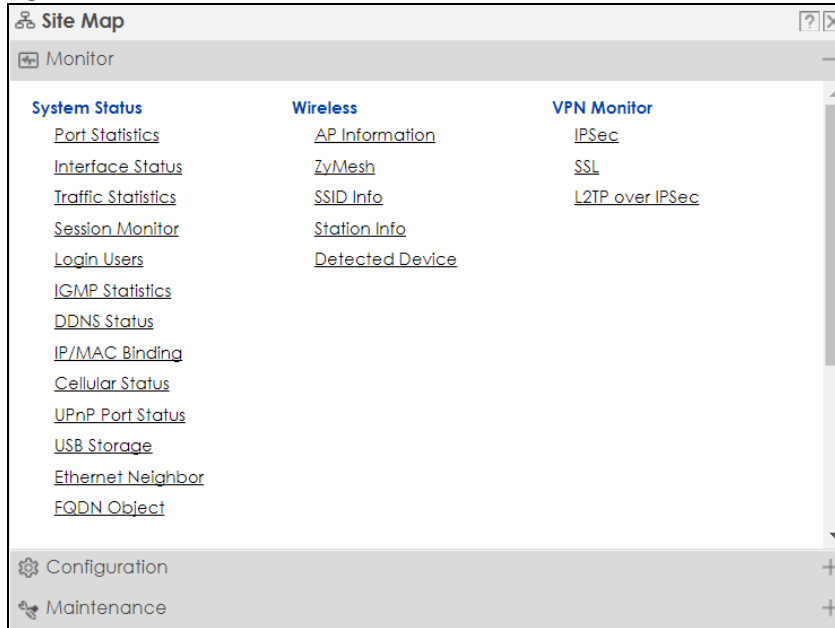 Site Map
?
Monitor
System Status
Port Statistics
Interface Status
Traffic Statistics
Session Monitor
Login Users
IGMP Statistics
DDNS Status
IP/MAC Binding
Cellular Status
UPnP Port Status
USB Storage
Ethernet Neighbor
FQDN Object
Wireless
AP Information
ZyMesh
SSID Info
Station Info
Detected Device
VPN Monitor
IPSec
SSL
L2TP over IPSec
Configuration
Maintenance